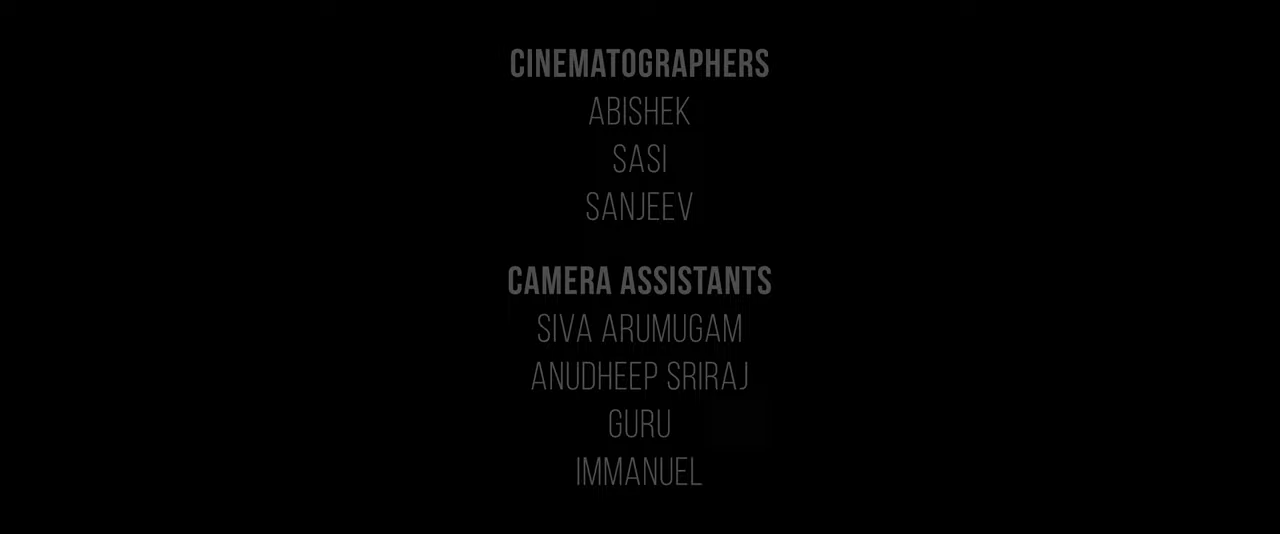 CINEMATOGRAPHERS
ABISHEK
SASI
SANJEEV
CAMERA ASSISTANTS
SIVA ARUMUGAM
ANUDHEEP SRIRAJ
GURU
IMMANUEL